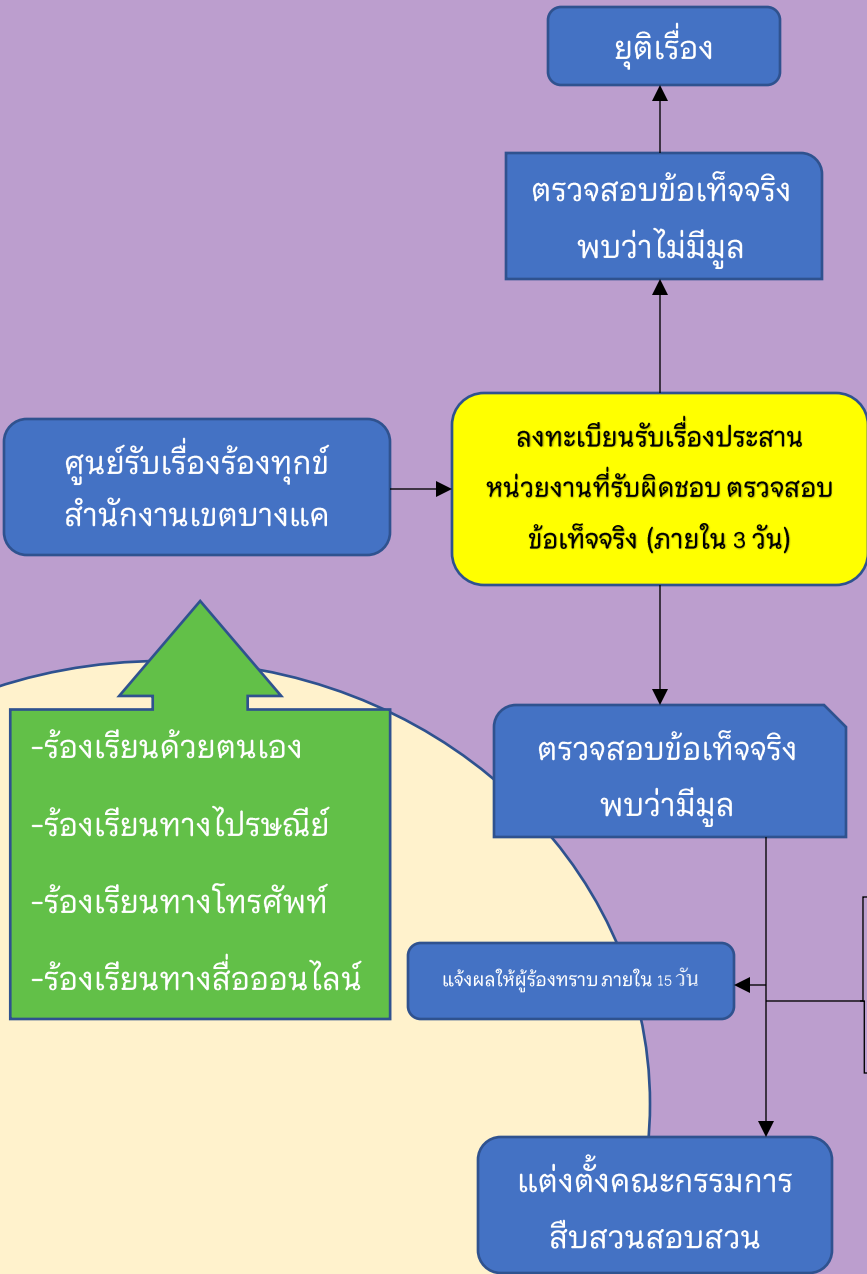 ยุติเรื่อง
ตรวจสอบข้อเท็จจริง
พบว่าไม่มีมูล
ศูนย์รับเรื่องร้องทุกข์
สำนักงานเขตบางแค
ลงทะเบียนรับเรื่องประสาน
หน่วยงานที่รับผิดชอบ ตรวจสอบ
ข้อเท็จจริง (ภายใน 3 วัน)
-ร้องเรียนด้วยตนเอง
-ร้องเรียนทางไปรษณีย์
-ร้องเรียนทางโทรศัพท์
-ร้องเรียนทางสื่อออนไลน์
ตรวจสอบข้อเท็จจริง
พบว่ามีมูล
แจ้งผลให้ผู้ร้องทราบ ภายใน 15 วัน
แต่งตั้งคณะกรรมการ
สืบสวนสอบสวน